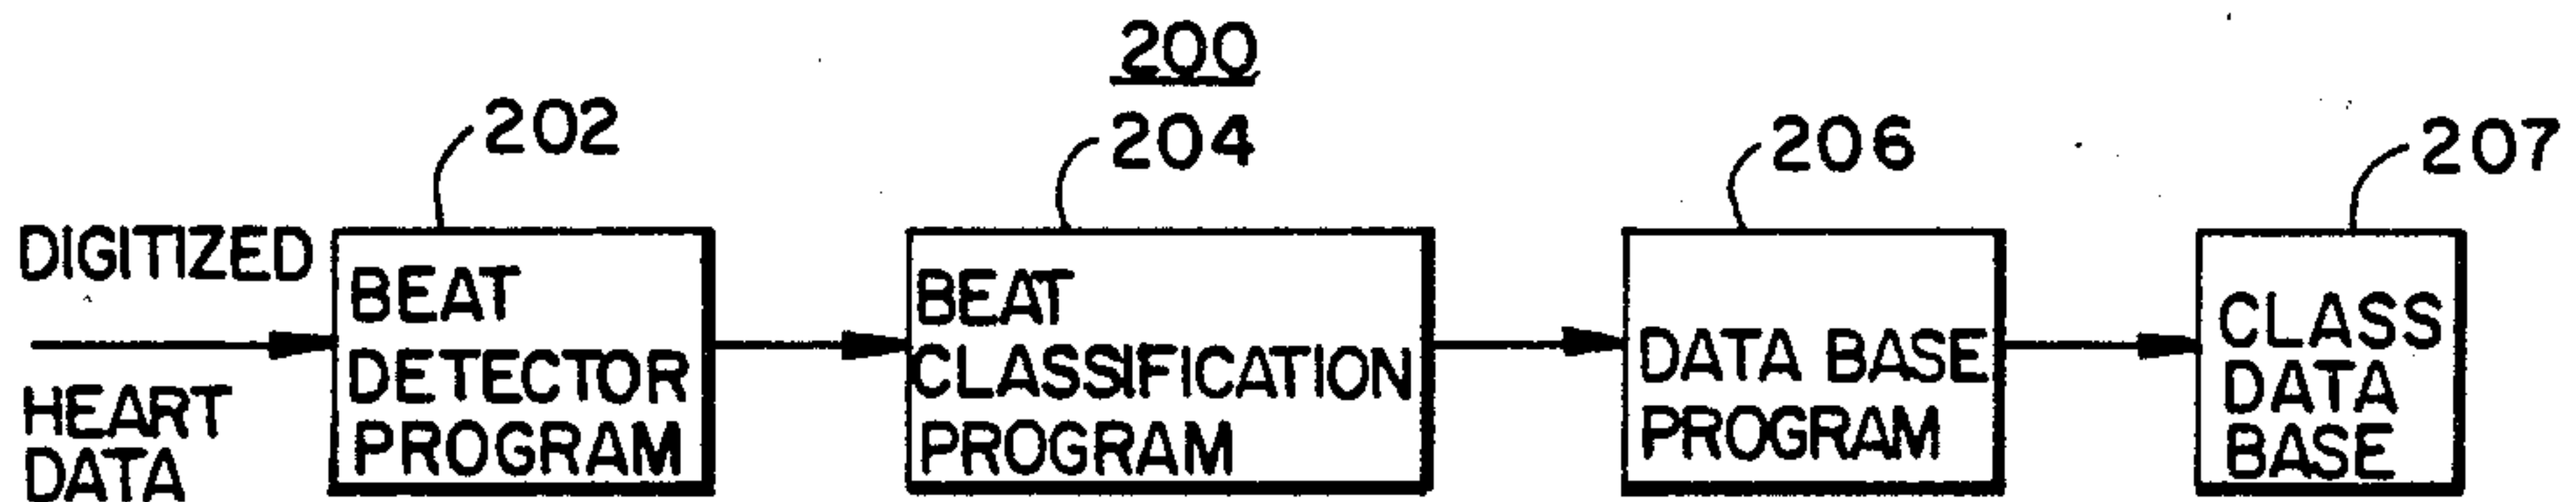 200
202
204
206
207
DIGITIZED
HEART
DATA
BEAT
DETECTOR
PROGRAM
BEAT
CLASSIFICATION
PROGRAM
DATA BASE
PROGRAM
CLASS
DATA
BASE